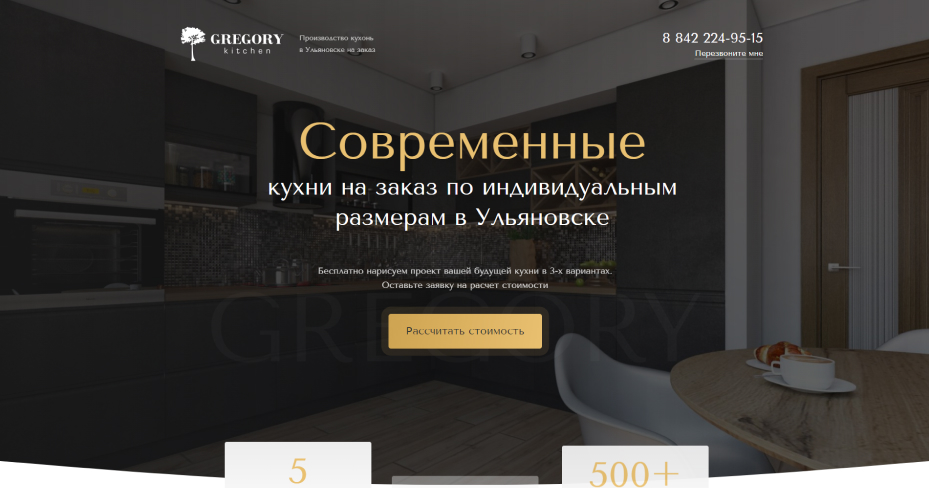 GREGORY
kitchen
Производство кухонь
в Ульяновске на заказ
8 842 224-95-15
Перезвоните мне
Современные
кухни на заказ по индивидуальным
размерам в Ульяновске
Бесплатно нарисуем проект вашей будущей кухни в 3-х вариантах.
Оставьте заявку на расчет стоимости
GREGORY
Рассчитать стоимость
5
500+